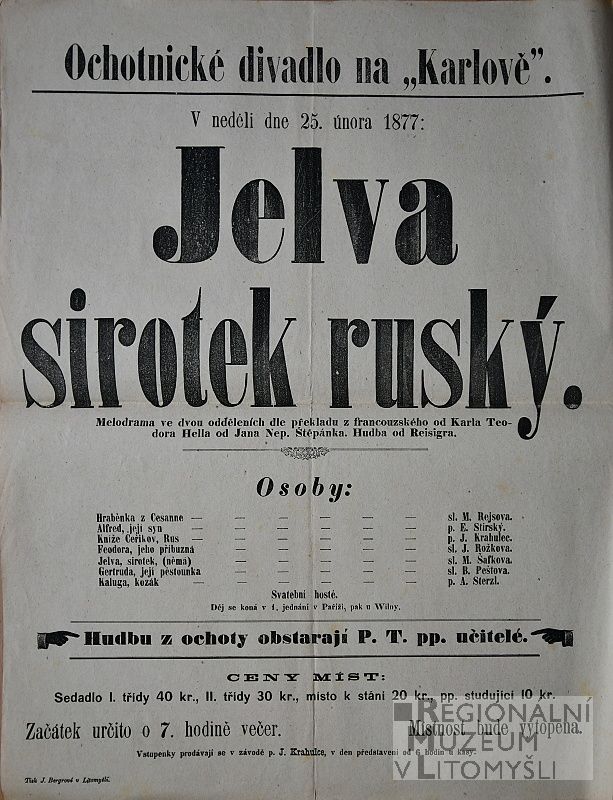 Ochotnické divadlo na „Karlově”.
V neděli dne 25. února 1877:
Jelva
sirotek ruský.
Melodrama ve dvou odděleních dle překladu z francouzského od Karla Teo-
dora Hella od Jana Nep. Štěpánka. Hudba od Reisigra.
Osoby:
Hraběnka z Cesanne — — — — — — sl. M. Rejsova.
Alfred, její syn — — — — — — p. E. Stirský.
Kníže Ceříkov, Rus — — — — — — p. J. Krahulec.
Feodora, jeho příbuzná — — — — — sl. J. Rožkova.
Jelva, sirotek, (němá) — — — — — sl. M. Šafkova.
Gertruda, její pěstounka — — — — — sl. B. Peštova.
Kaluga, kozák — — — — — — p. A. Sterzl.
Svatební hosté.
Děj se koná v 1. jednání v Paříži, pak u Wilny.
Hudbu z ochoty obstarají P. T. pp. učitelé.
CENY MÍST:
Sedadlo I. třídy 40 kr., II. třídy 30 kr., místo k stání 20 kr., pp. studující 10 kr.
Začátek určito o 7. hodině večer. Místnost bude vytopena.
Vstupenky prodávají se v závodě p. J. Krahulce, v den představení od 6 hodin u kasy.
Tisk J. Bergrové v Litomyšli.
REGIONÁLNÍ
MUZEUM
V LITOMYŠLI